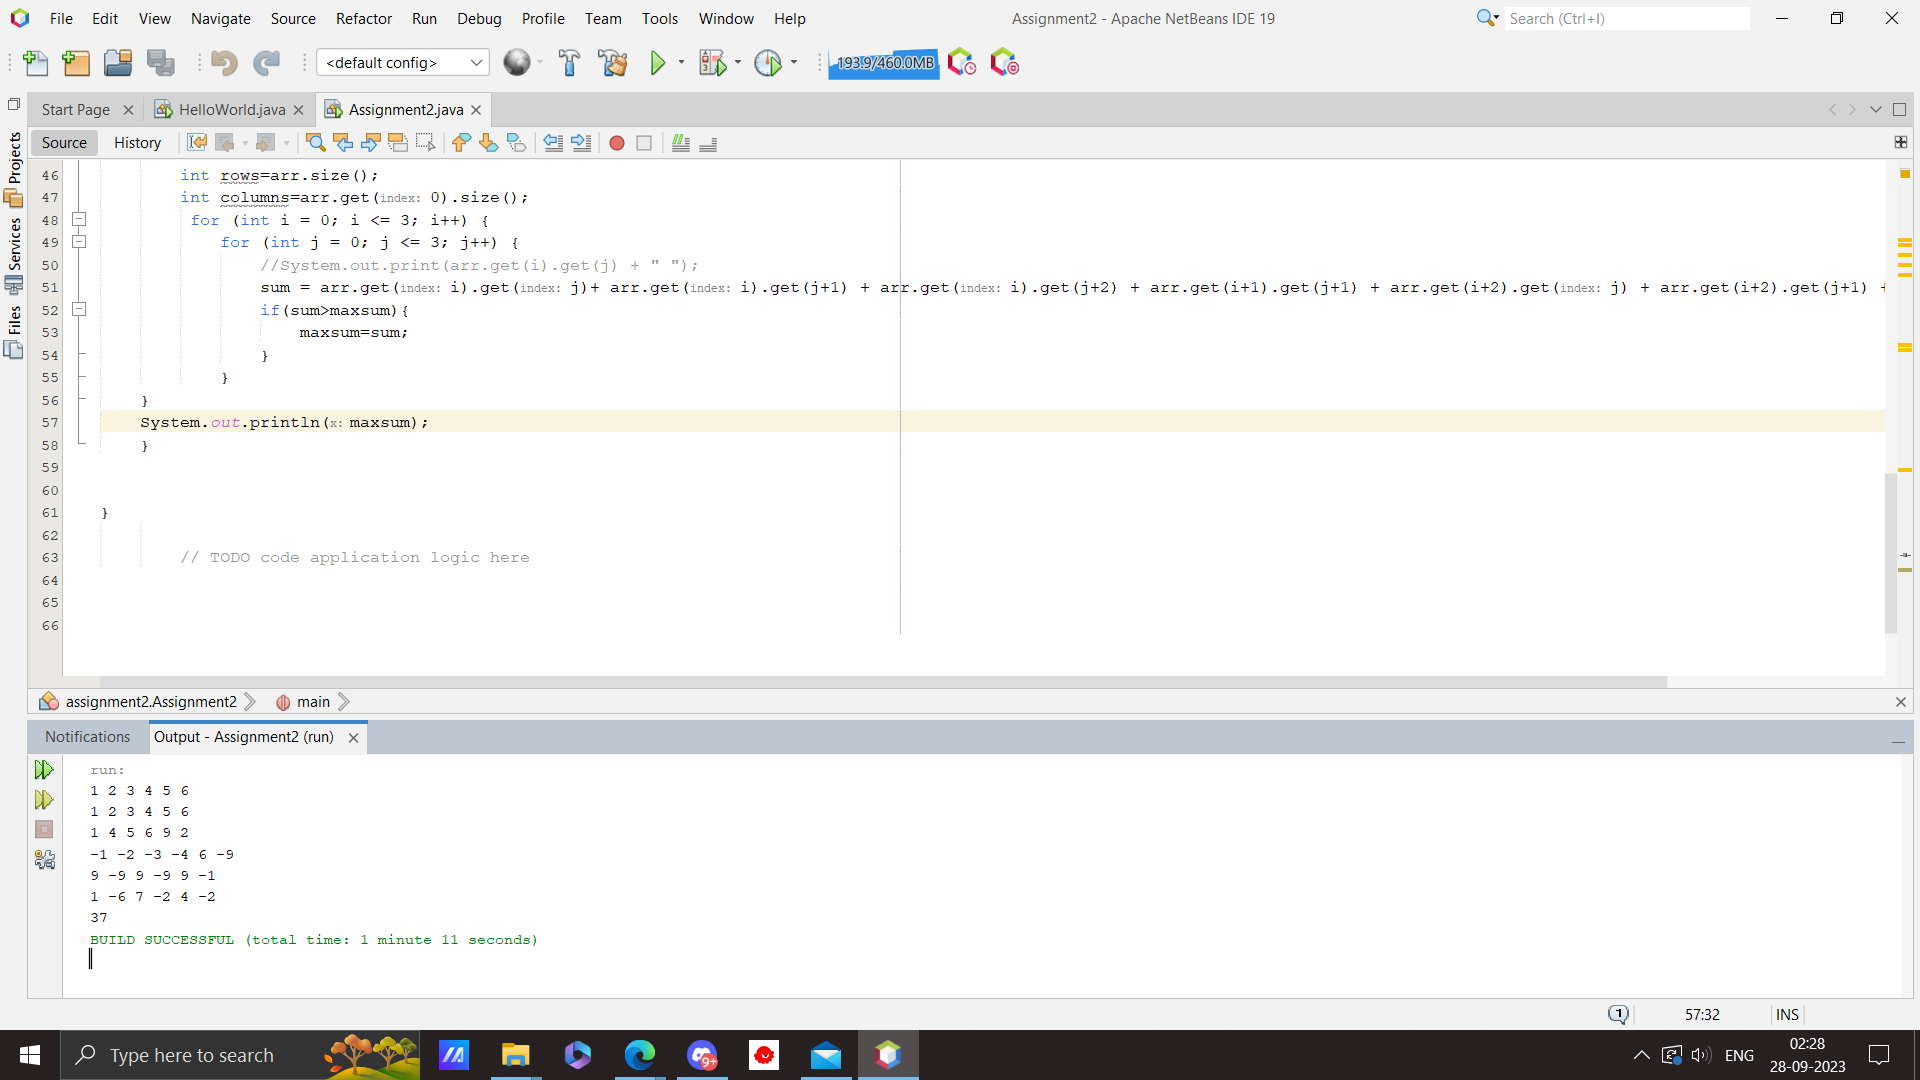 File Edit View Navigate Source Refactor Run Debug Profile Team Tools Window Help
Assignment2 - Apache NetBeans IDE 19
Search (Ctrl+I)
<default config>
193.9/460.0MB
Start Page
HelloWorld.java
Assignment2.java
Source History
Projects
Services
Files
46 int rows=arr.size();
47 int columns=arr.get(index: 0).size();
48 for (int i = 0; i <= 3; i++) {
49 for (int j = 0; j <= 3; j++) {
50 //System.out.print(arr.get(i).get(j) + " ");
51 sum = arr.get(index: i).get(index: j)+ arr.get(index: i).get(j+1) + arr.get(index: i).get(j+2) + arr.get(i+1).get(j+1) + arr.get(i+2).get(index: j) + arr.get(i+2).get(j+1) +
52 if(sum>maxsum){
53 maxsum=sum;
54 }
55 }
56 }
57 System.out.println(x: maxsum);
58 }
59
60
61 }
62
63 // TODO code application logic here
64
65
66
assignment2.Assignment2 main
Notifications
Output - Assignment2 (run)
run:
1 2 3 4 5 6
1 2 3 4 5 6
1 4 5 6 9 2
-1 -2 -3 -4 6 -9
9 -9 9 -9 9 -1
1 -6 7 -2 4 -2
37
BUILD SUCCESSFUL (total time: 1 minute 11 seconds)
1
57:32
INS
Type here to search
9+
ENG
02:28
28-09-2023